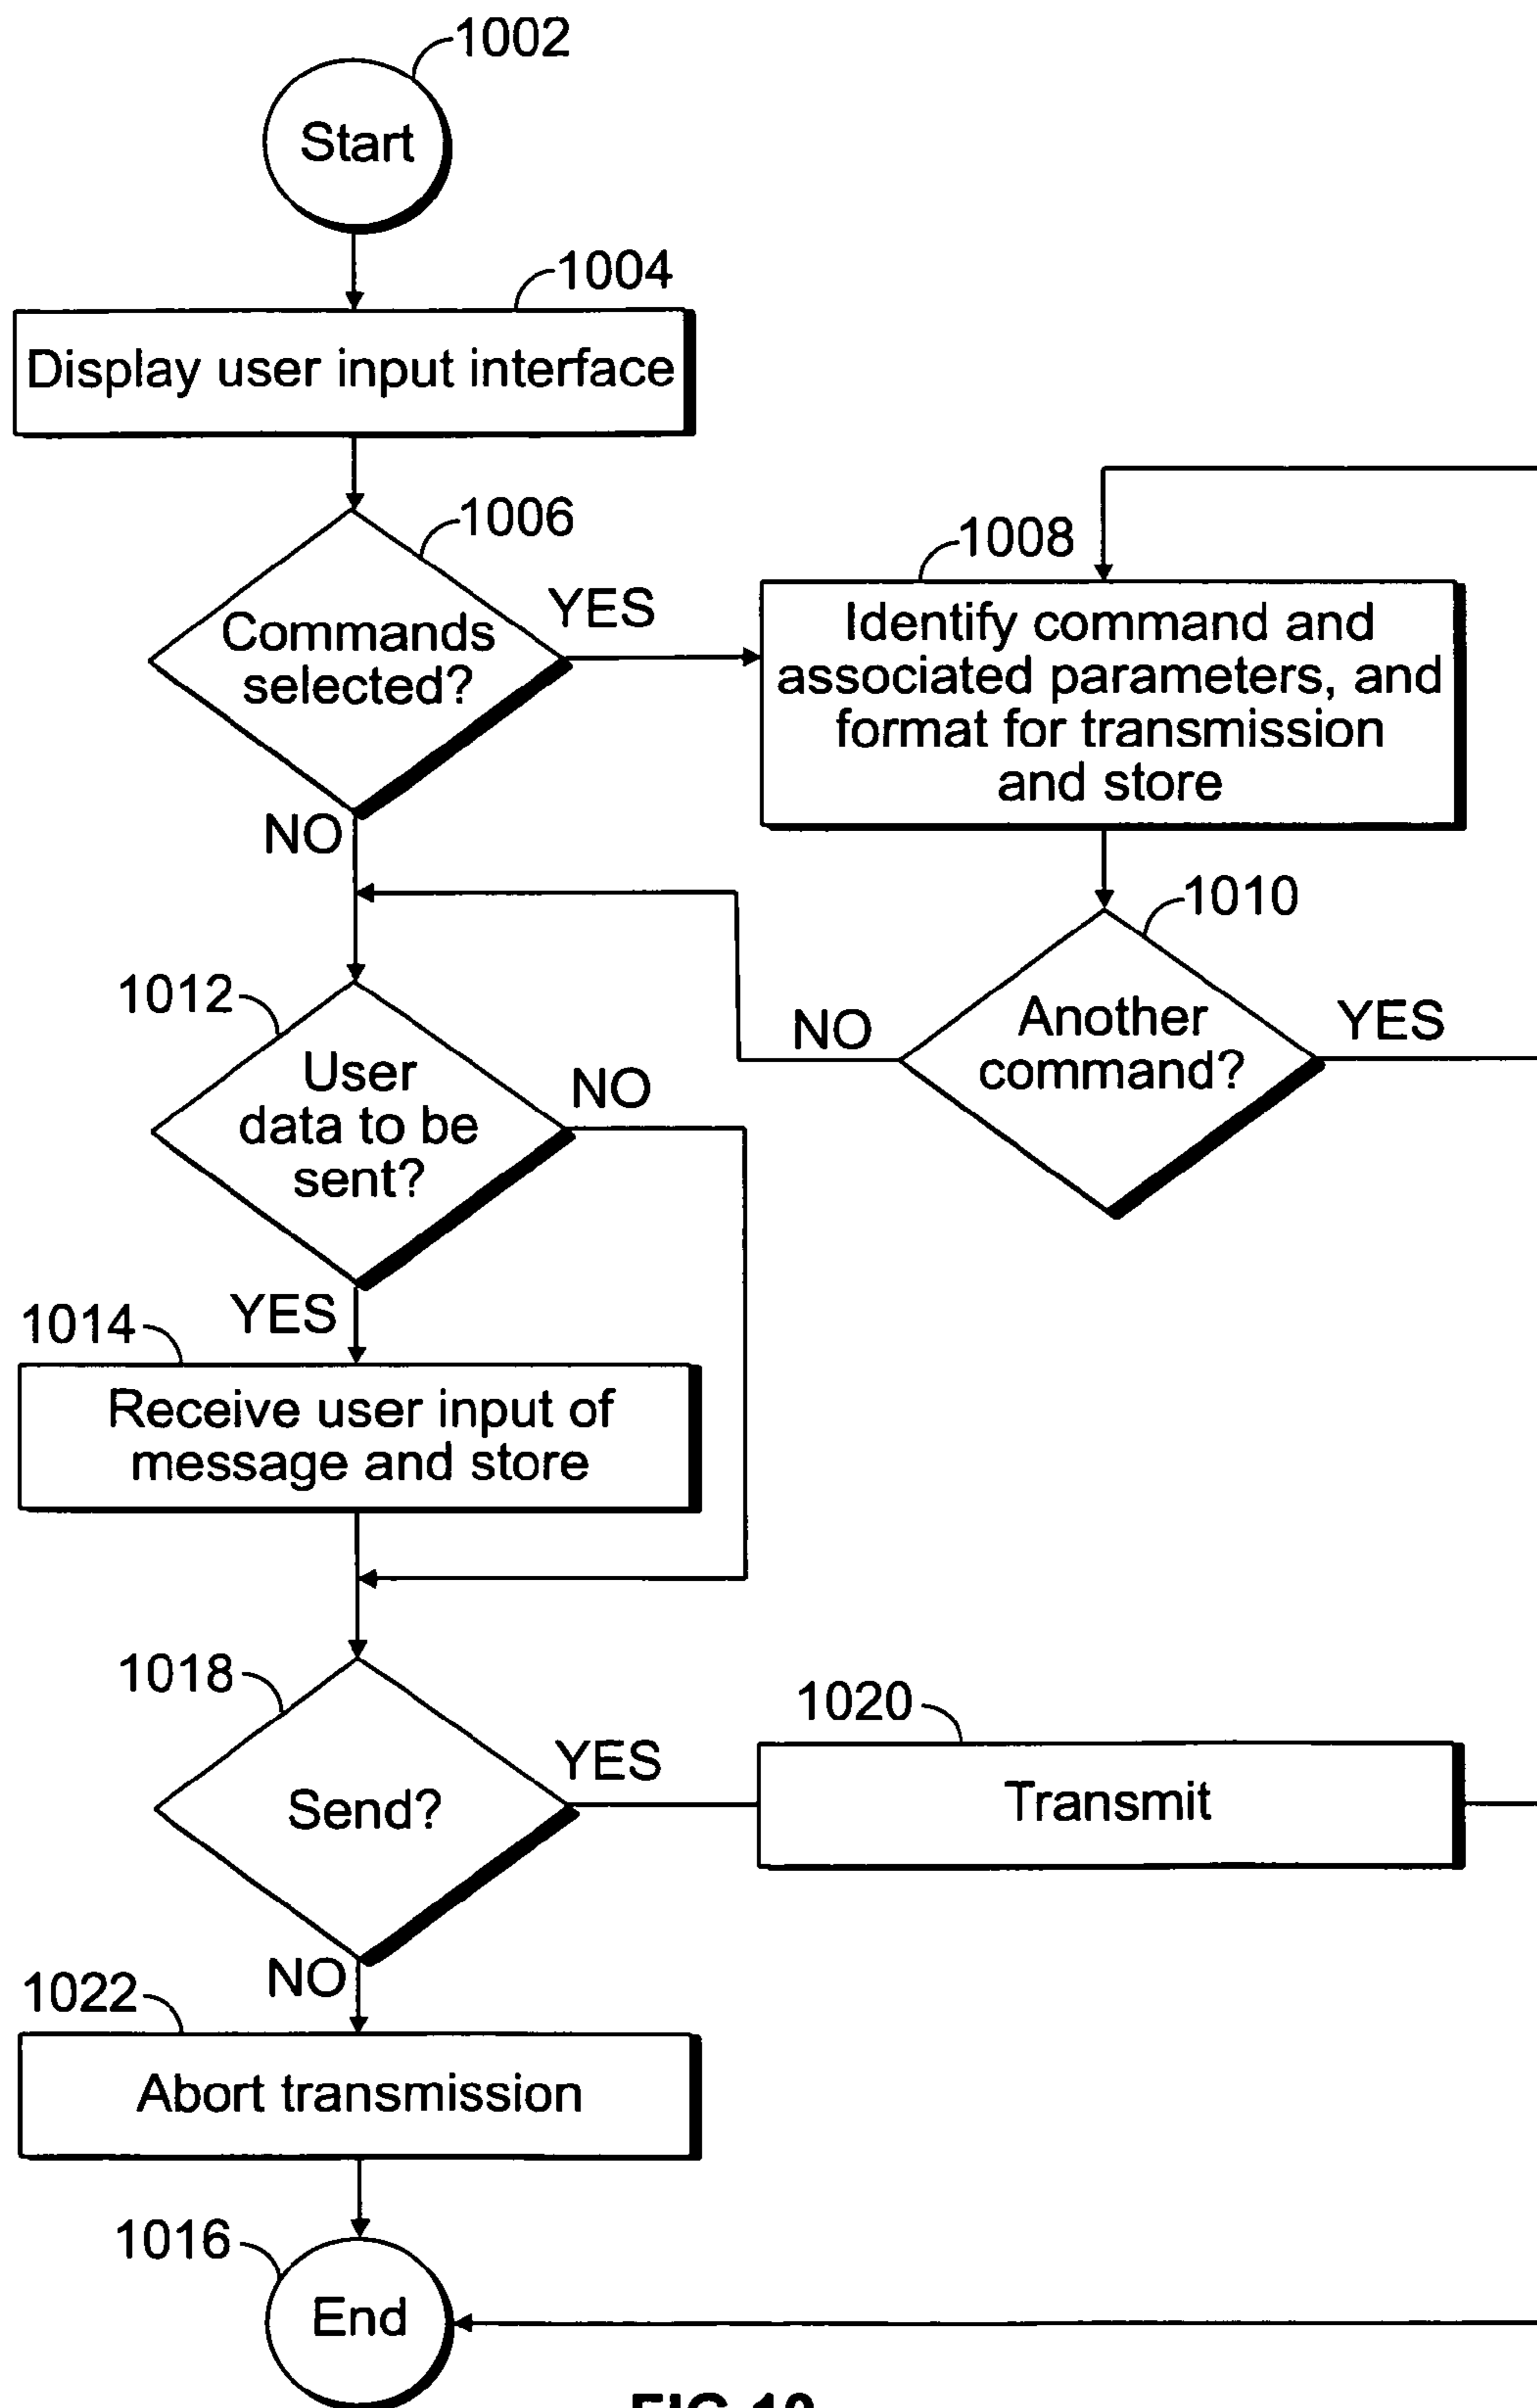 1002
Start
1004
Display user input interface
1006
Commands
selected?
YES
NO
1008
Identify command and
associated parameters, and
format for transmission
and store
1010
Another
command?
NO
YES
1012
User
data to be
sent?
NO
YES
1014
Receive user input of
message and store
1018
Send?
YES
NO
1020
Transmit
1022
Abort transmission
1016
End